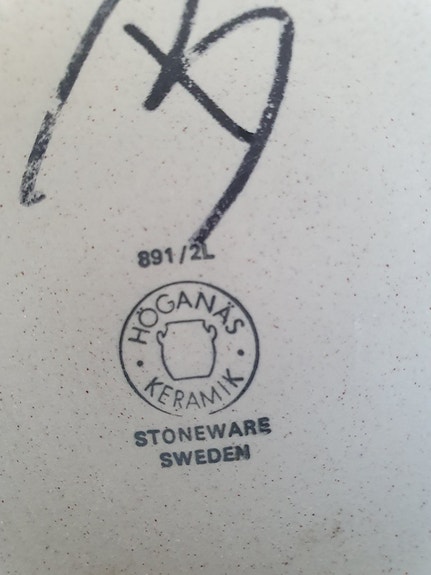 891/2L
HÖGANÄS
KERAMIK
STONEWARE
SWEDEN